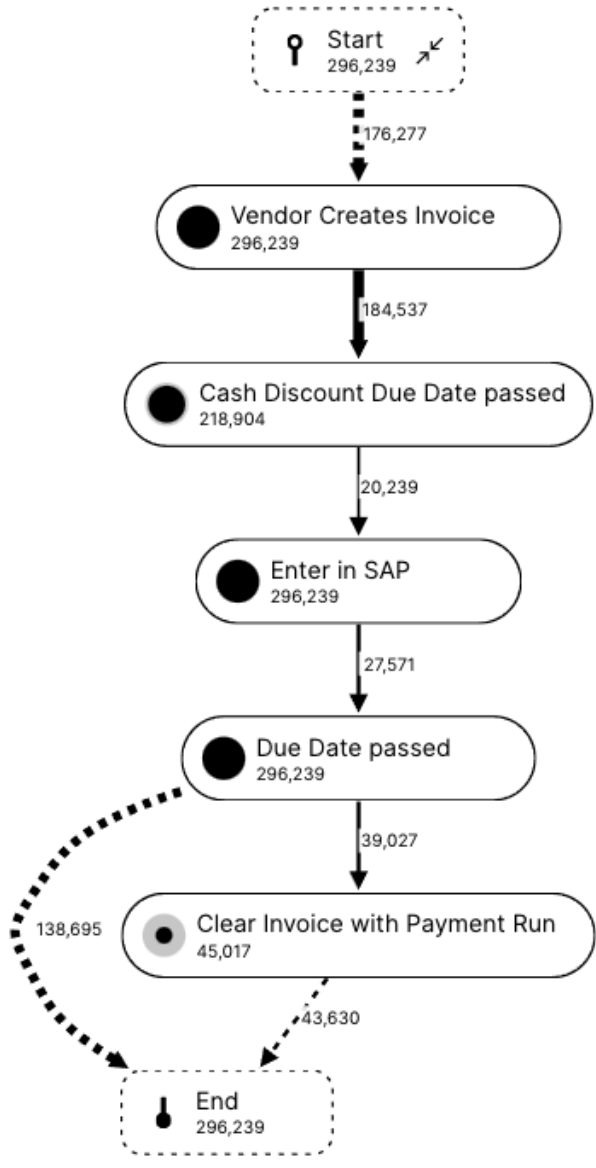 Start
296,239
176,277
Vendor Creates Invoice
296,239
184,537
Cash Discount Due Date passed
218,904
20,239
Enter in SAP
296,239
27,571
Due Date passed
296,239
39,027
138,695
Clear Invoice with Payment Run
45,017
43,630
End
296,239